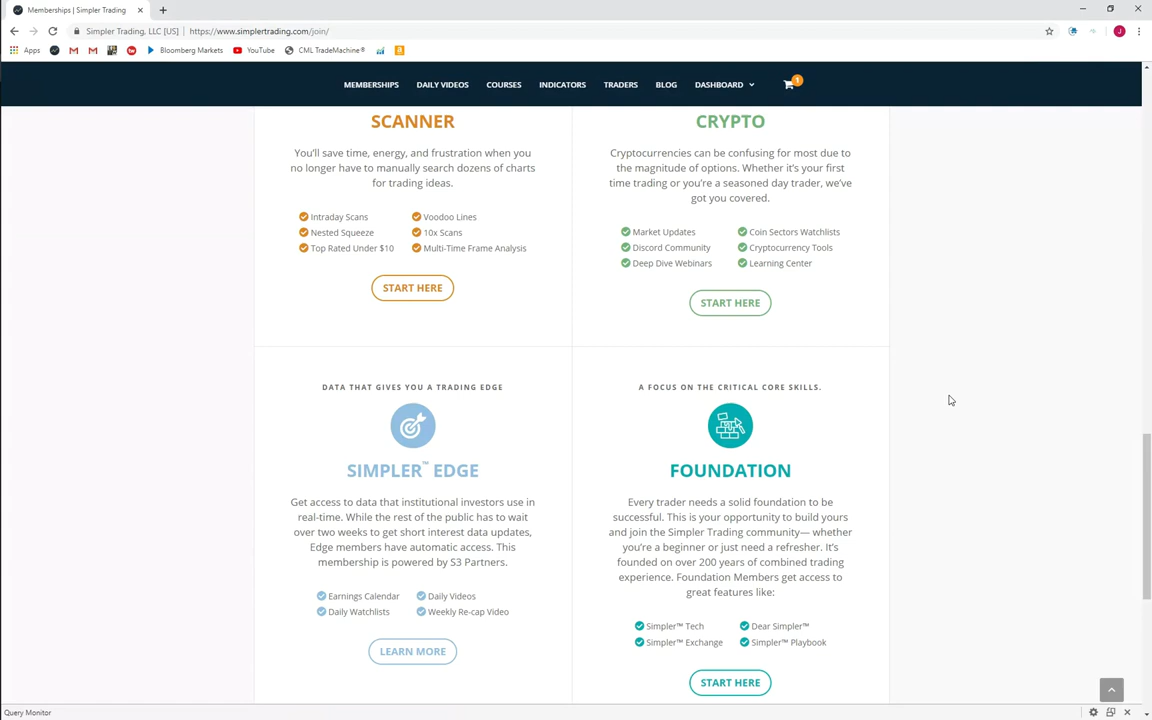 Memberships | Simpler Trading
Simpler Trading, LLC [US] | https://www.simplertrading.com/join/
Apps
Bloomberg Markets
YouTube
CML TradeMachine®
MEMBERSHIPS DAILY VIDEOS COURSES INDICATORS TRADERS BLOG DASHBOARD
SCANNER
You'll save time, energy, and frustration when you
no longer have to manually search dozens of charts
for trading ideas.
Intraday Scans
Voodoo Lines
Nested Squeeze
10x Scans
Top Rated Under $10
Multi-Time Frame Analysis
START HERE
CRYPTO
Cryptocurrencies can be confusing for most due to
the magnitude of options. Whether it's your first
time trading or you're a seasoned day trader, we've
got you covered.
Market Updates
Coin Sectors Watchlists
Discord Community
Cryptocurrency Tools
Deep Dive Webinars
Learning Center
START HERE
DATA THAT GIVES YOU A TRADING EDGE
SIMPLER™ EDGE
Get access to data that institutional investors use in
real-time. While the rest of the public has to wait
over two weeks to get short interest data updates,
Edge members have automatic access. This
membership is powered by S3 Partners.
Earnings Calendar
Daily Videos
Daily Watchlists
Weekly Re-cap Video
LEARN MORE
A FOCUS ON THE CRITICAL CORE SKILLS.
FOUNDATION
Every trader needs a solid foundation to be
successful. This is your opportunity to build yours
and join the Simpler Trading community— whether
you're a beginner or just need a refresher. It's
founded on over 200 years of combined trading
experience. Foundation Members get access to
great features like:
Simpler™ Tech
Dear Simpler™
Simpler™ Exchange
Simpler™ Playbook
START HERE
Query Monitor